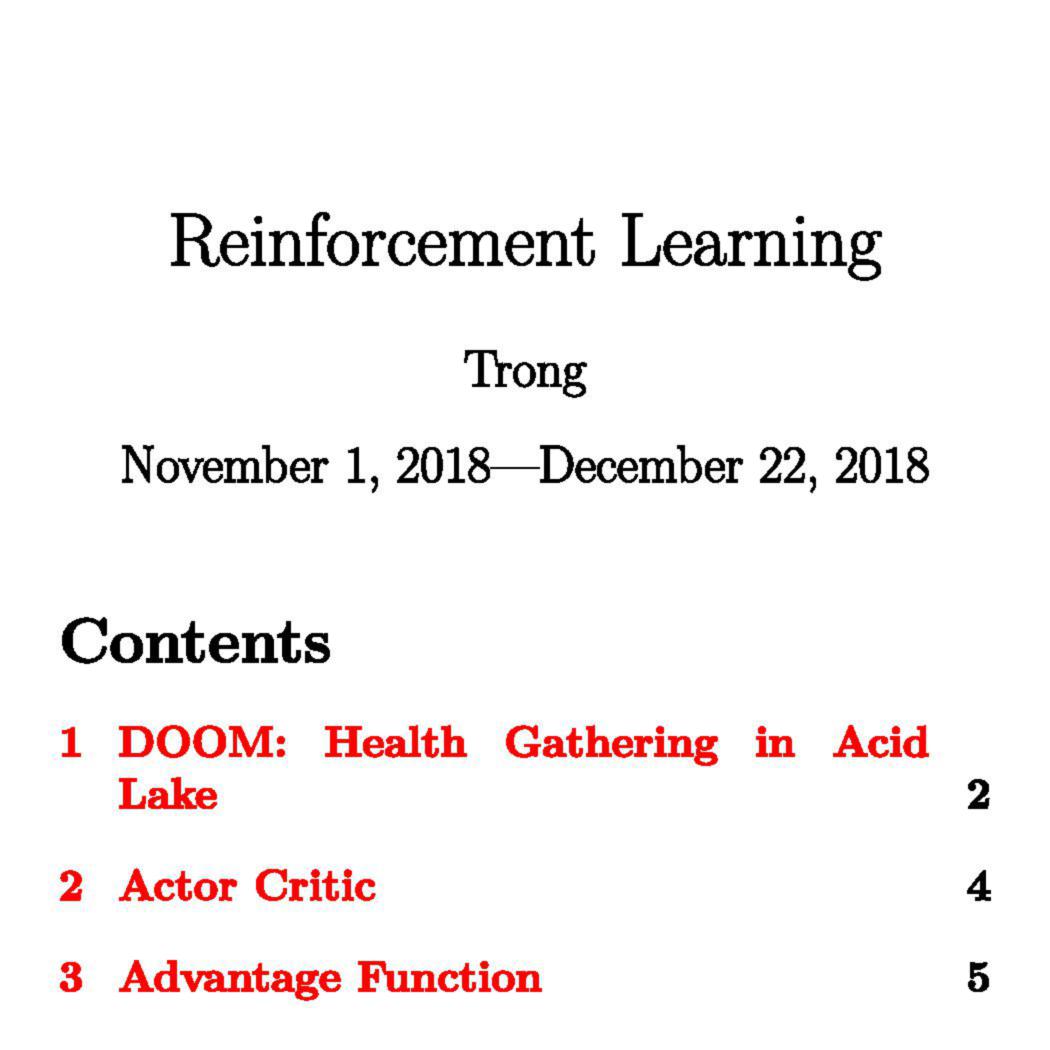 Reinforcement Learning
Trong
November 1, 2018—December 22, 2018
Contents
1 DOOM: Health Gathering in Acid
Lake 2
2 Actor Critic 4
3 Advantage Function 5